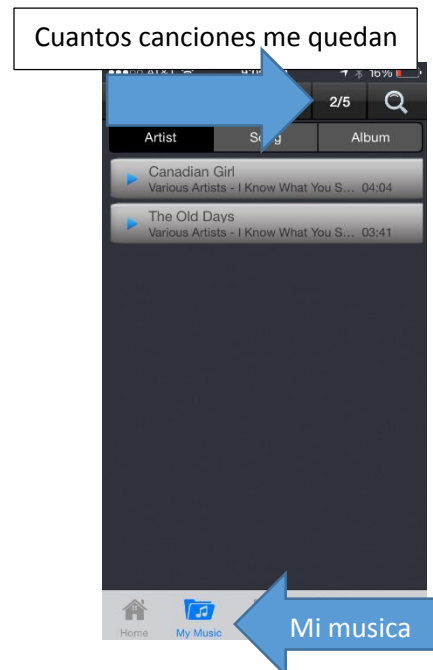 Cuantos canciones me quedan
16%
2/5
Artist Album
Canadian Girl
Various Artists - I Know What You S... 04:04
The Old Days
Various Artists - I Know What You S... 03:41
Home My Music
Mi musica